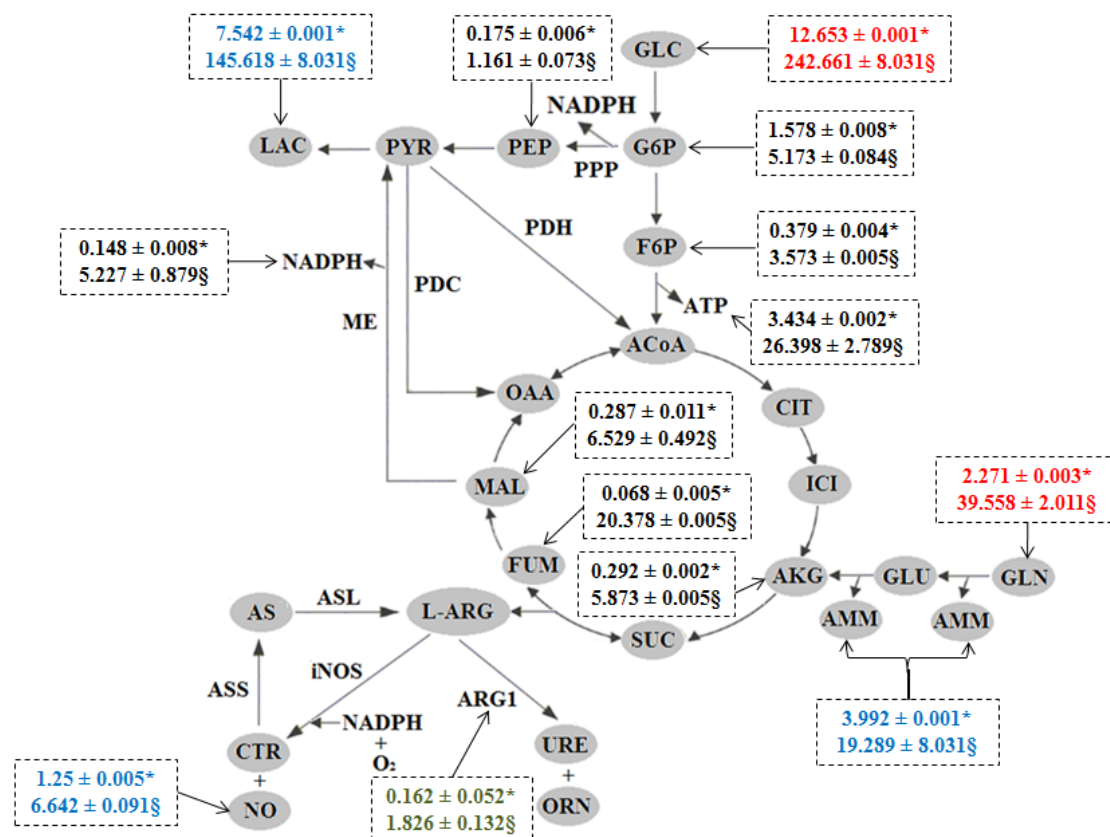 7.542 ± 0.001*
145.618 ± 8.031§
0.175 ± 0.006*
1.161 ± 0.073§
GLC
12.653 ± 0.001*
242.661 ± 8.031§
NADPH
LAC
PYR
PEP
PPP
G6P
1.578 ± 0.008*
5.173 ± 0.084§
PDH
F6P
0.379 ± 0.004*
3.573 ± 0.005§
0.148 ± 0.008*
5.227 ± 0.879§
NADPH
PDC
ATP
ME
3.434 ± 0.002*
26.398 ± 2.789§
ACoA
OAA
CIT
0.287 ± 0.011*
6.529 ± 0.492§
MAL
ICI
2.271 ± 0.003*
39.558 ± 2.011§
0.068 ± 0.005*
20.378 ± 0.005§
FUM
0.292 ± 0.002*
5.873 ± 0.005§
AKG
GLU
GLN
AS
ASL
L-ARG
SUC
AMM
AMM
ASS
iNOS
ARG1
NADPH
+
O₂
CTR
+
NO
URE
+
ORN
3.992 ± 0.001*
19.289 ± 8.031§
1.25 ± 0.005*
6.642 ± 0.091§
0.162 ± 0.052*
1.826 ± 0.132§